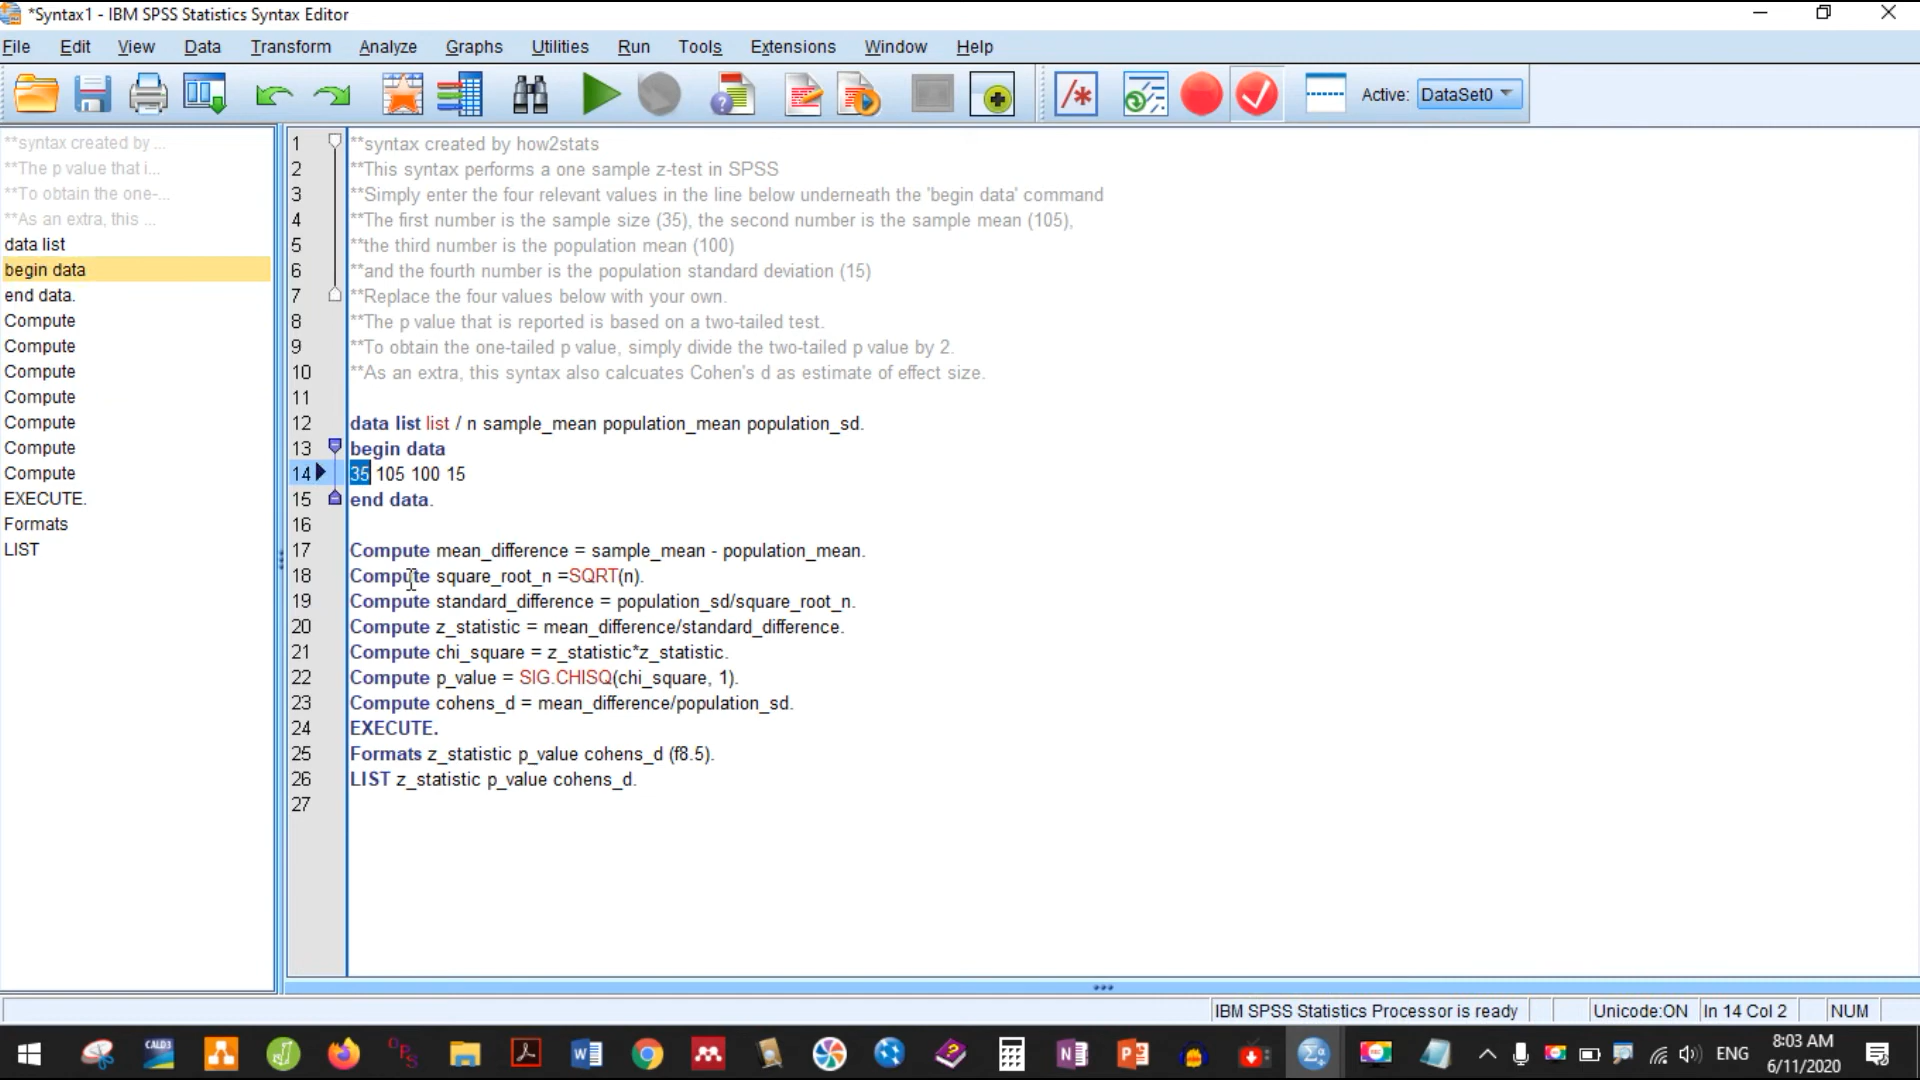 *Syntax1 - IBM SPSS Statistics Syntax Editor
File Edit View Data Transform Analyze Graphs Utilities Run Tools Extensions Window Help
Active: DataSet0
**syntax created by ...
**The p value that i...
**To obtain the one-...
**As an extra, this ...
data list
begin data
end data.
Compute
Compute
Compute
Compute
Compute
Compute
Compute
EXECUTE.
Formats
LIST
1 **syntax created by how2stats
2 **This syntax performs a one sample z-test in SPSS
3 **Simply enter the four relevant values in the line below underneath the 'begin data' command
4 **The first number is the sample size (35), the second number is the sample mean (105),
5 **the third number is the population mean (100)
6 **and the fourth number is the population standard deviation (15)
7 **Replace the four values below with your own.
8 **The p value that is reported is based on a two-tailed test.
9 **To obtain the one-tailed p value, simply divide the two-tailed p value by 2.
10 **As an extra, this syntax also calcuates Cohen's d as estimate of effect size.
11
12 data list list / n sample_mean population_mean population_sd.
13 begin data
14 35 105 100 15
15 end data.
16
17 Compute mean_difference = sample_mean - population_mean.
18 Compute square_root_n =SQRT(n).
19 Compute standard_difference = population_sd/square_root_n.
20 Compute z_statistic = mean_difference/standard_difference.
21 Compute chi_square = z_statistic*z_statistic.
22 Compute p_value = SIG.CHISQ(chi_square, 1).
23 Compute cohens_d = mean_difference/population_sd.
24 EXECUTE.
25 Formats z_statistic p_value cohens_d (f8.5).
26 LIST z_statistic p_value cohens_d.
27
IBM SPSS Statistics Processor is ready Unicode:ON In 14 Col 2 NUM
CALD3
ENG
8:03 AM
6/11/2020